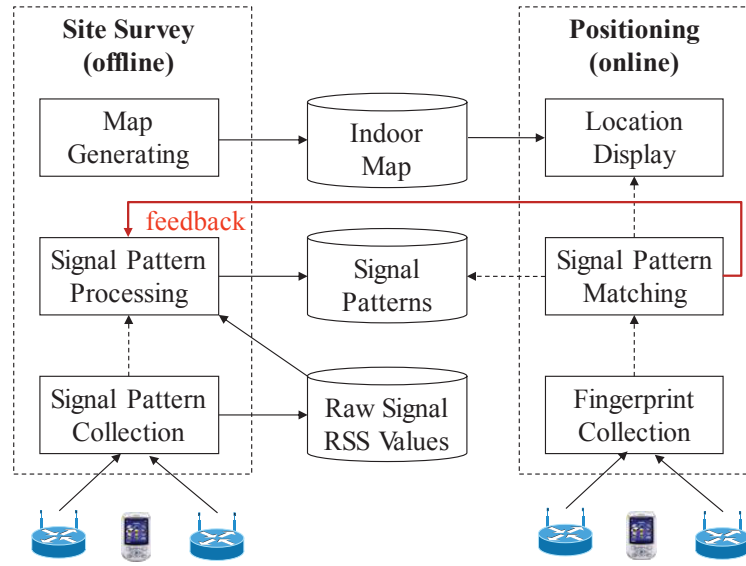 Site Survey
(offline)
Positioning
(online)
Map
Generating
Indoor
Map
Location
Display
feedback
Signal Pattern
Processing
Signal
Patterns
Signal Pattern
Matching
Signal Pattern
Collection
Raw Signal
RSS Values
Fingerprint
Collection